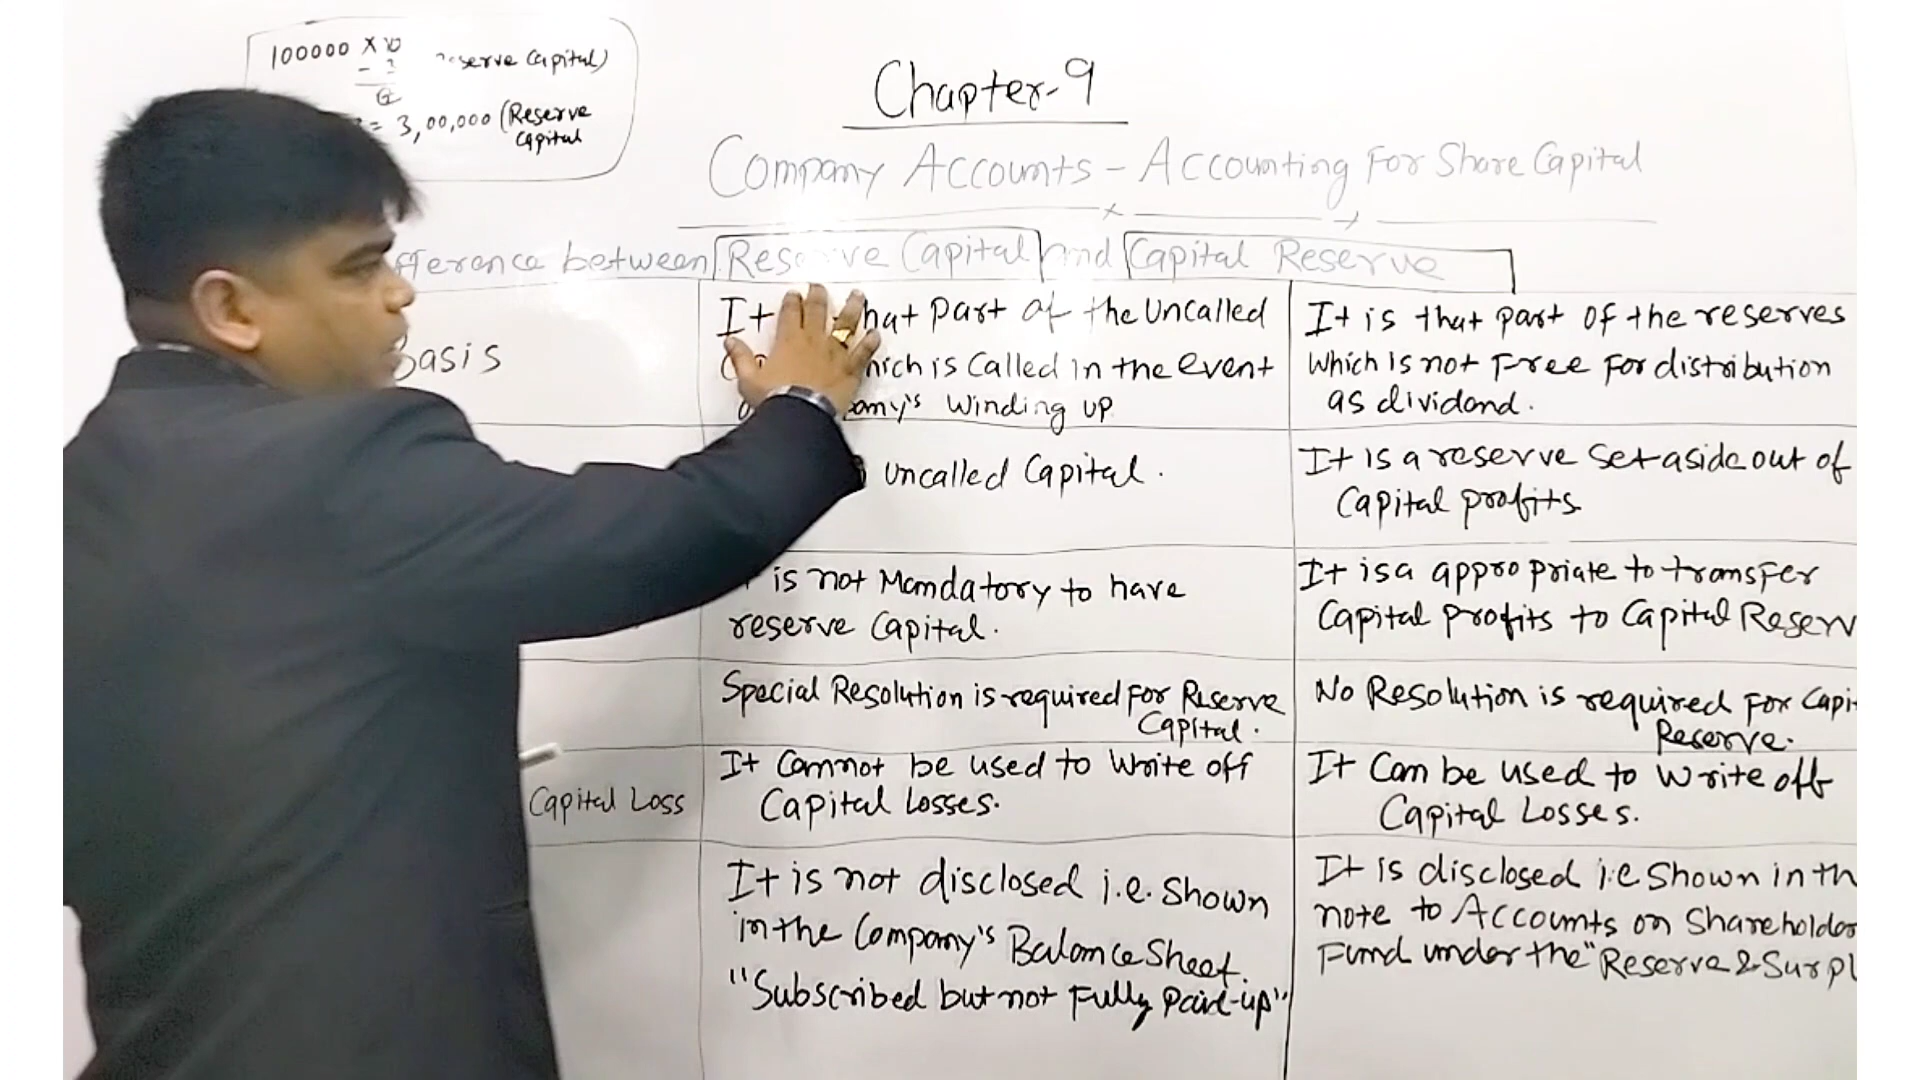 100000 X 10
serve Capital)
= 3,00,000 (Reserve
Capital
Chapter-9
Company Accounts - Accounting For Share Capital
fference between Reserve Capital and Capital Reserve
Basis
It hat Part of the Uncalled
hich is Called in the event
Winding up
It is that part of the reserves
which is not Free For distribution
as dividend.
uncalled Capital.
It is a reserve set aside out of
Capital profits
is not Mandatory to have
reserve Capital.
It is a appropriate to transfer
Capital profits to Capital Reserv
Special Resolution is required For Reserve
Capital.
No Resolution is required For Capi
Reserve.
Capital Loss
It Cannot be used to Write off
Capital Losses.
It Can be used to Write off
Capital Losses.
It is not disclosed i.e. Shown
in the Company's Balance Sheet.
"Subscribed but not Fully Paid-up"
It is disclosed i.e Shown in th
note to Accounts on Shareholder
Fund under the "Reserve & Surpl